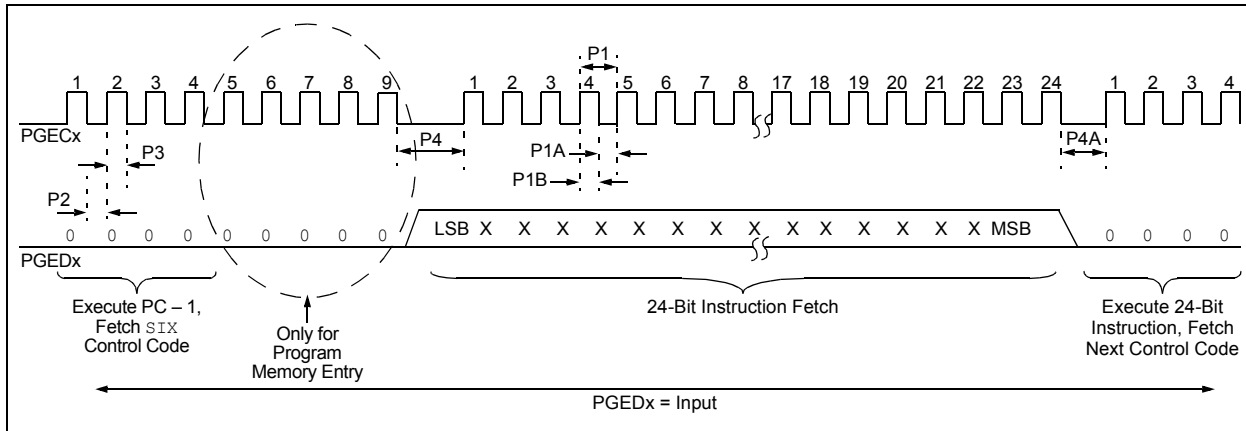 P1
1 2 3 4 5 6 7 8 9 1 2 3 4 5 6 7 8 17 18 19 20 21 22 23 24 1 2 3 4
PGECx
P3 P4 P1A P4A
P1B
P2
0 0 0 0 0 0 0 0 0 LSB X X X X X X X X X X X X X X MSB 0 0 0 0
PGEDx
Execute PC – 1,
Fetch SIX
Control Code
Only for
Program
Memory Entry
24-Bit Instruction Fetch
Execute 24-Bit
Instruction, Fetch
Next Control Code
PGEDx = Input